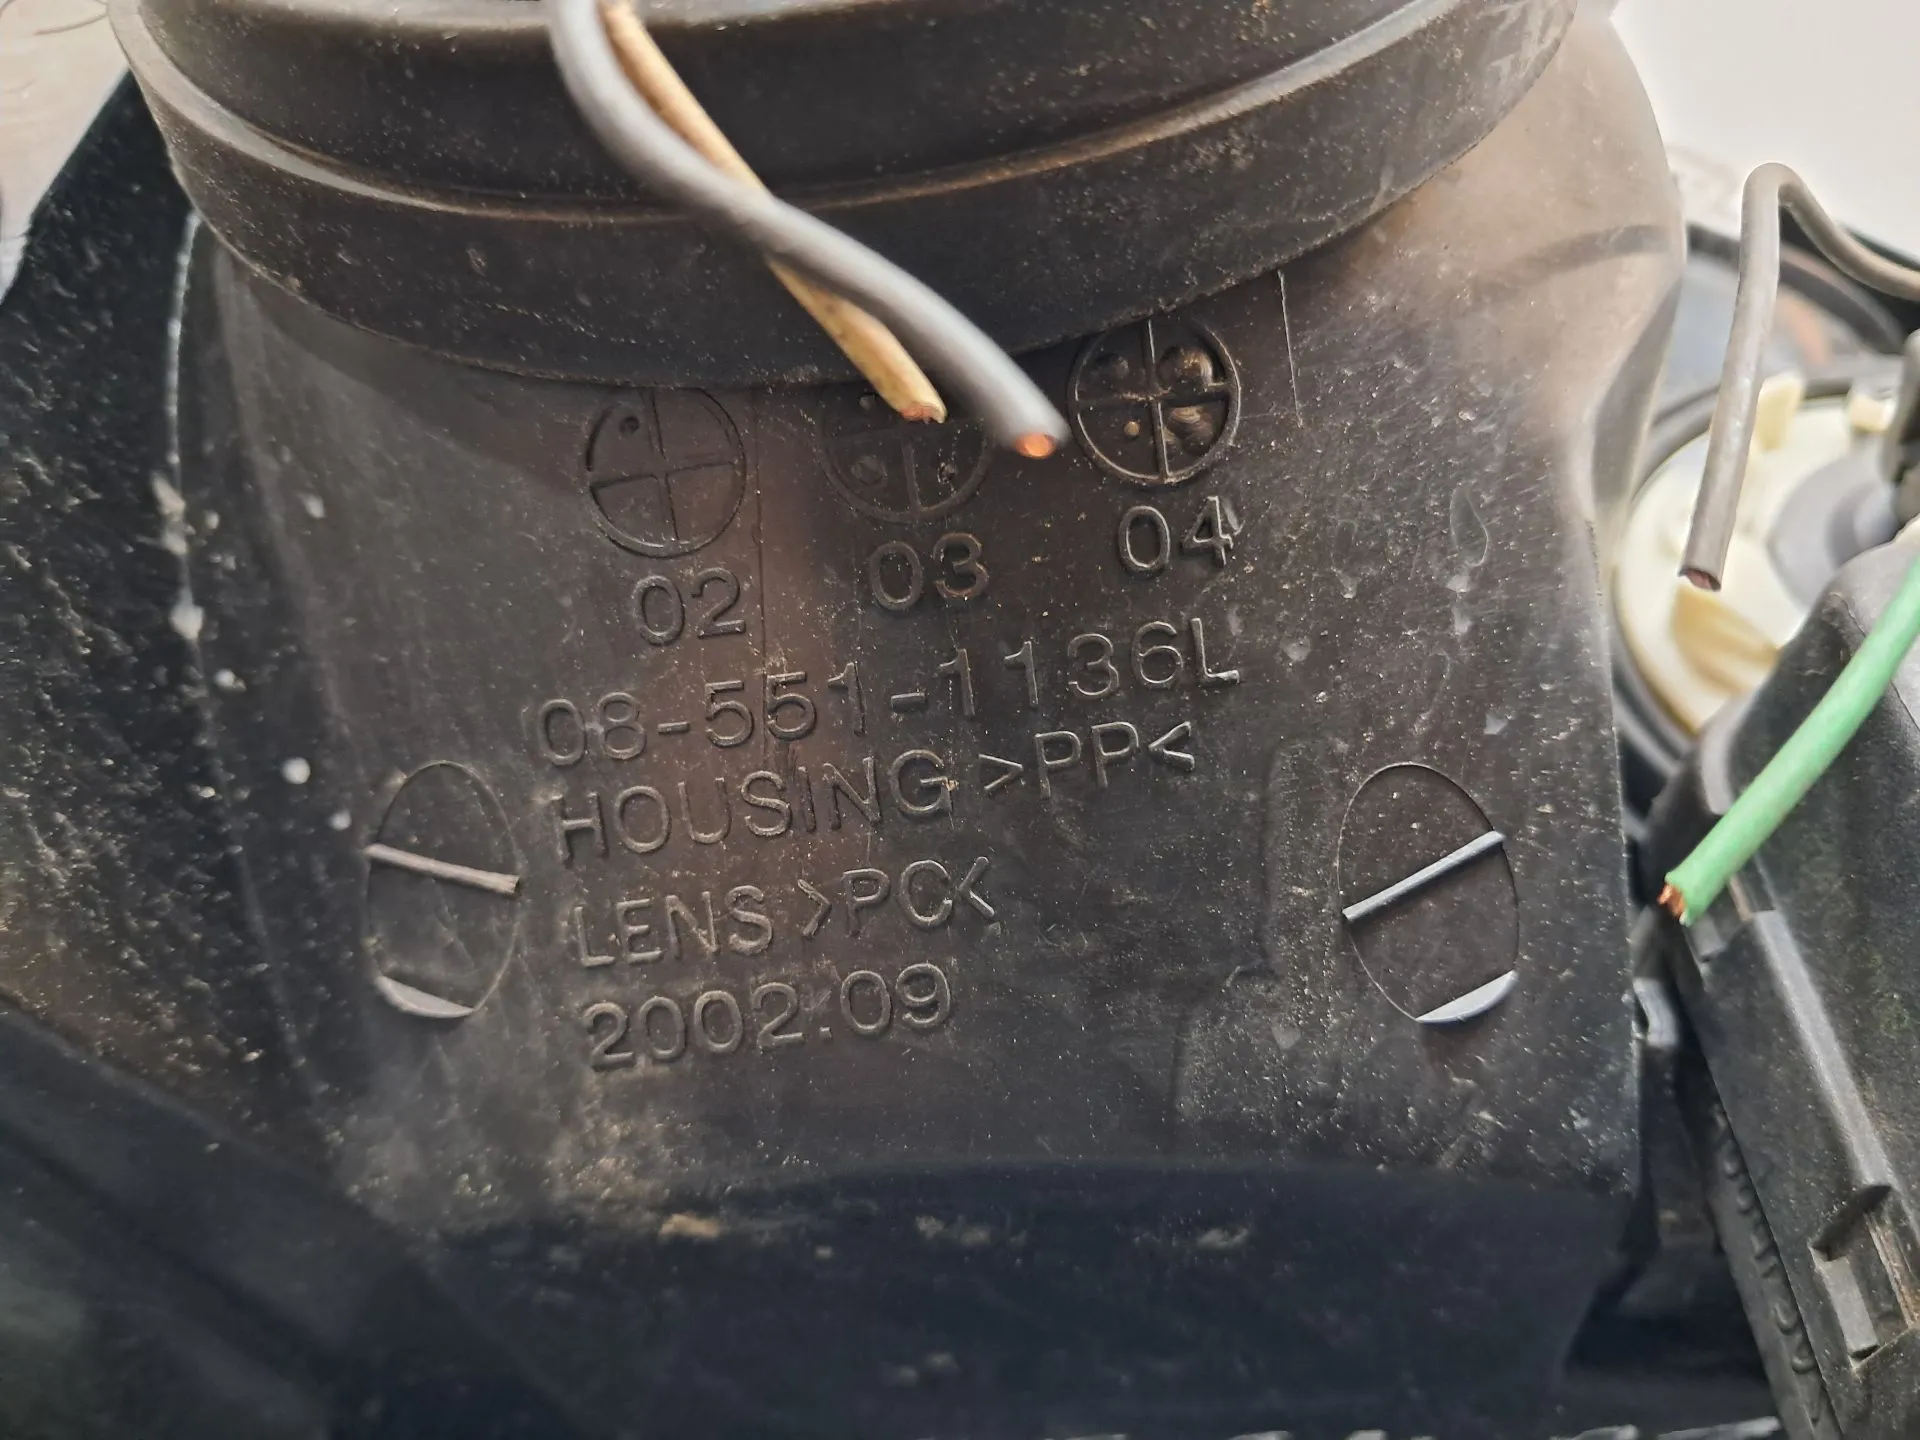 02 03 04
08-551-1136L
HOUSING >PP<
LENS >PC<
2002.09